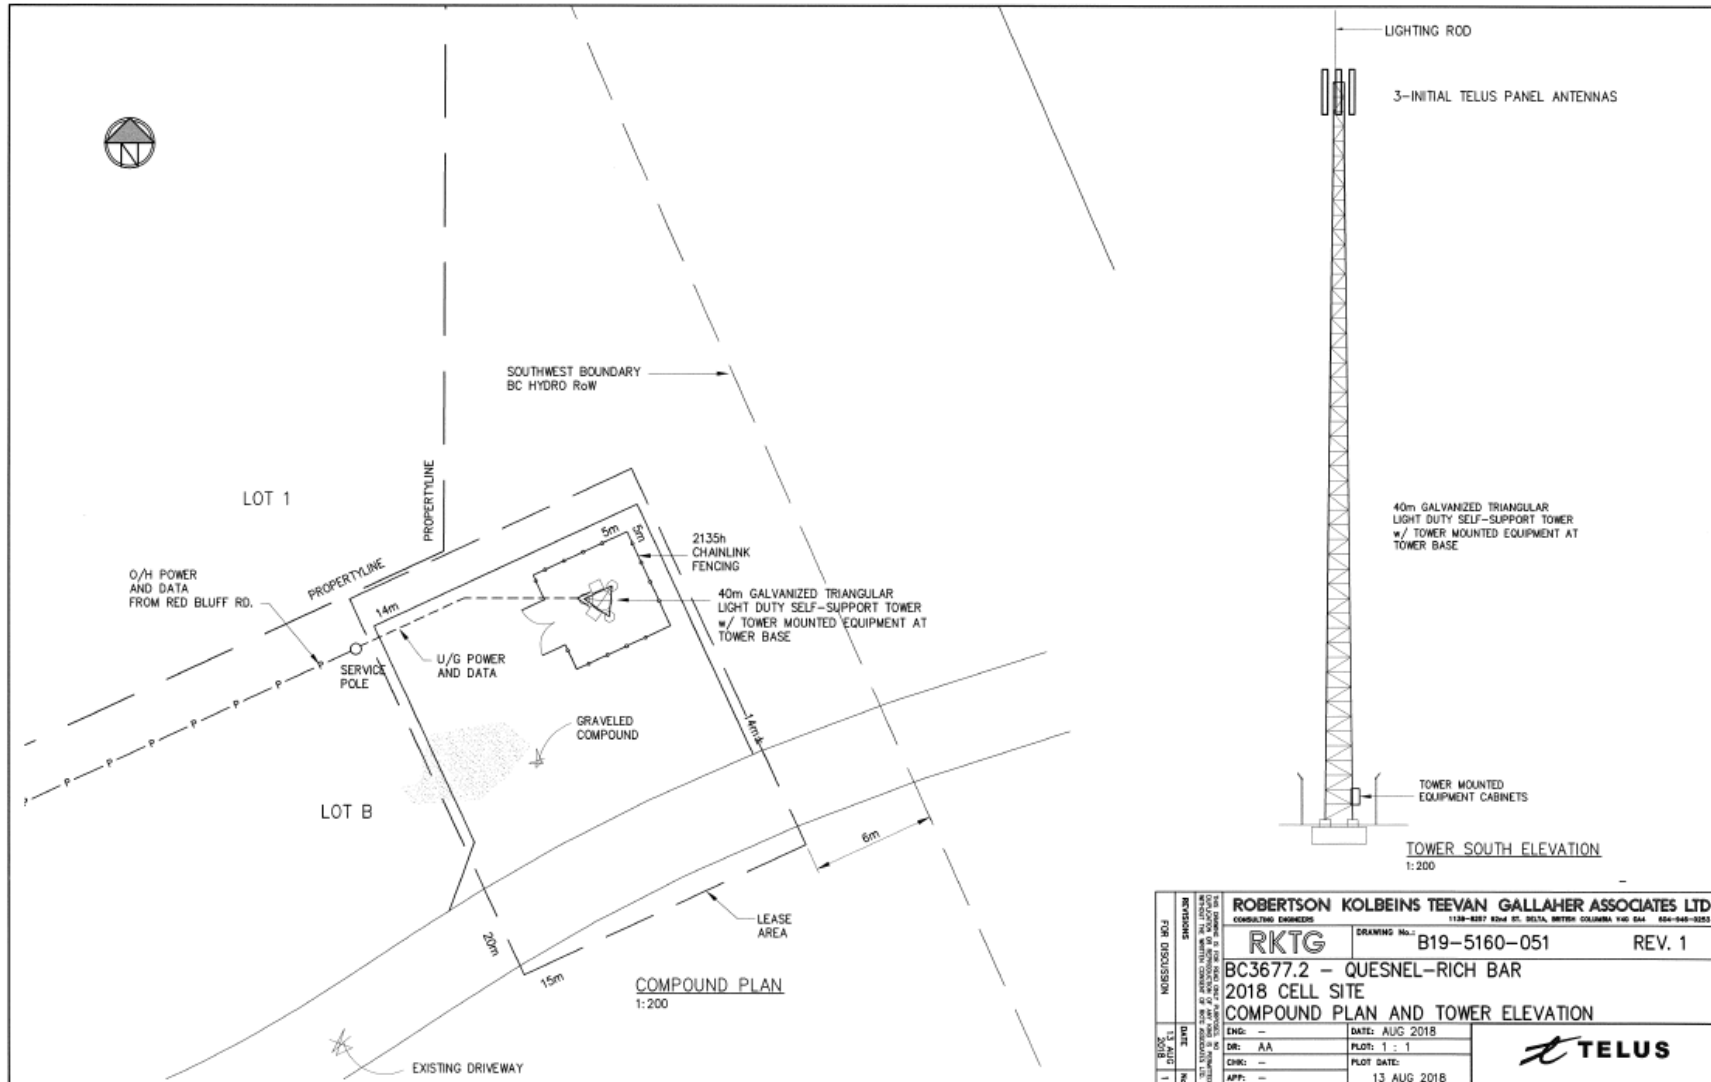 LIGHTING ROD
3-INITIAL TELUS PANEL ANTENNAS
N
SOUTHWEST BOUNDARY
BC HYDRO RoW
LOT 1
PROPERTYLINE
PROPERTYLINE
O/H POWER
AND DATA
FROM RED BLUFF RD.
14m
5m
5m
2135h
CHAINLINK
FENCING
40m GALVANIZED TRIANGULAR
LIGHT DUTY SELF-SUPPORT TOWER
w/ TOWER MOUNTED EQUIPMENT AT
TOWER BASE
40m GALVANIZED TRIANGULAR
LIGHT DUTY SELF-SUPPORT TOWER
w/ TOWER MOUNTED EQUIPMENT AT
TOWER BASE
SERVICE
POLE
U/G POWER
AND DATA
P P P P P P P P
GRAVELED
COMPOUND
14m±
LOT B
6m
TOWER MOUNTED
EQUIPMENT CABINETS
TOWER SOUTH ELEVATION
1:200
LEASE
AREA
20m
15m
COMPOUND PLAN
1:200
EXISTING DRIVEWAY
ROBERTSON KOLBEINS TEEVAN GALLAHER ASSOCIATES LTD
CONSULTING ENGINEERS
RKTG
DRAWING No.: B19-5160-051 REV. 1
BC3677.2 - QUESNEL-RICH BAR
2018 CELL SITE
COMPOUND PLAN AND TOWER ELEVATION
ENG: - DATE: AUG 2018
DR: AA PLOT: 1 : 1
CHK: - PLOT DATE:
APP: - 13 AUG 2018
TELUS
REVISIONS
FOR DISCUSSION
DATE
13 AUG
2018
1